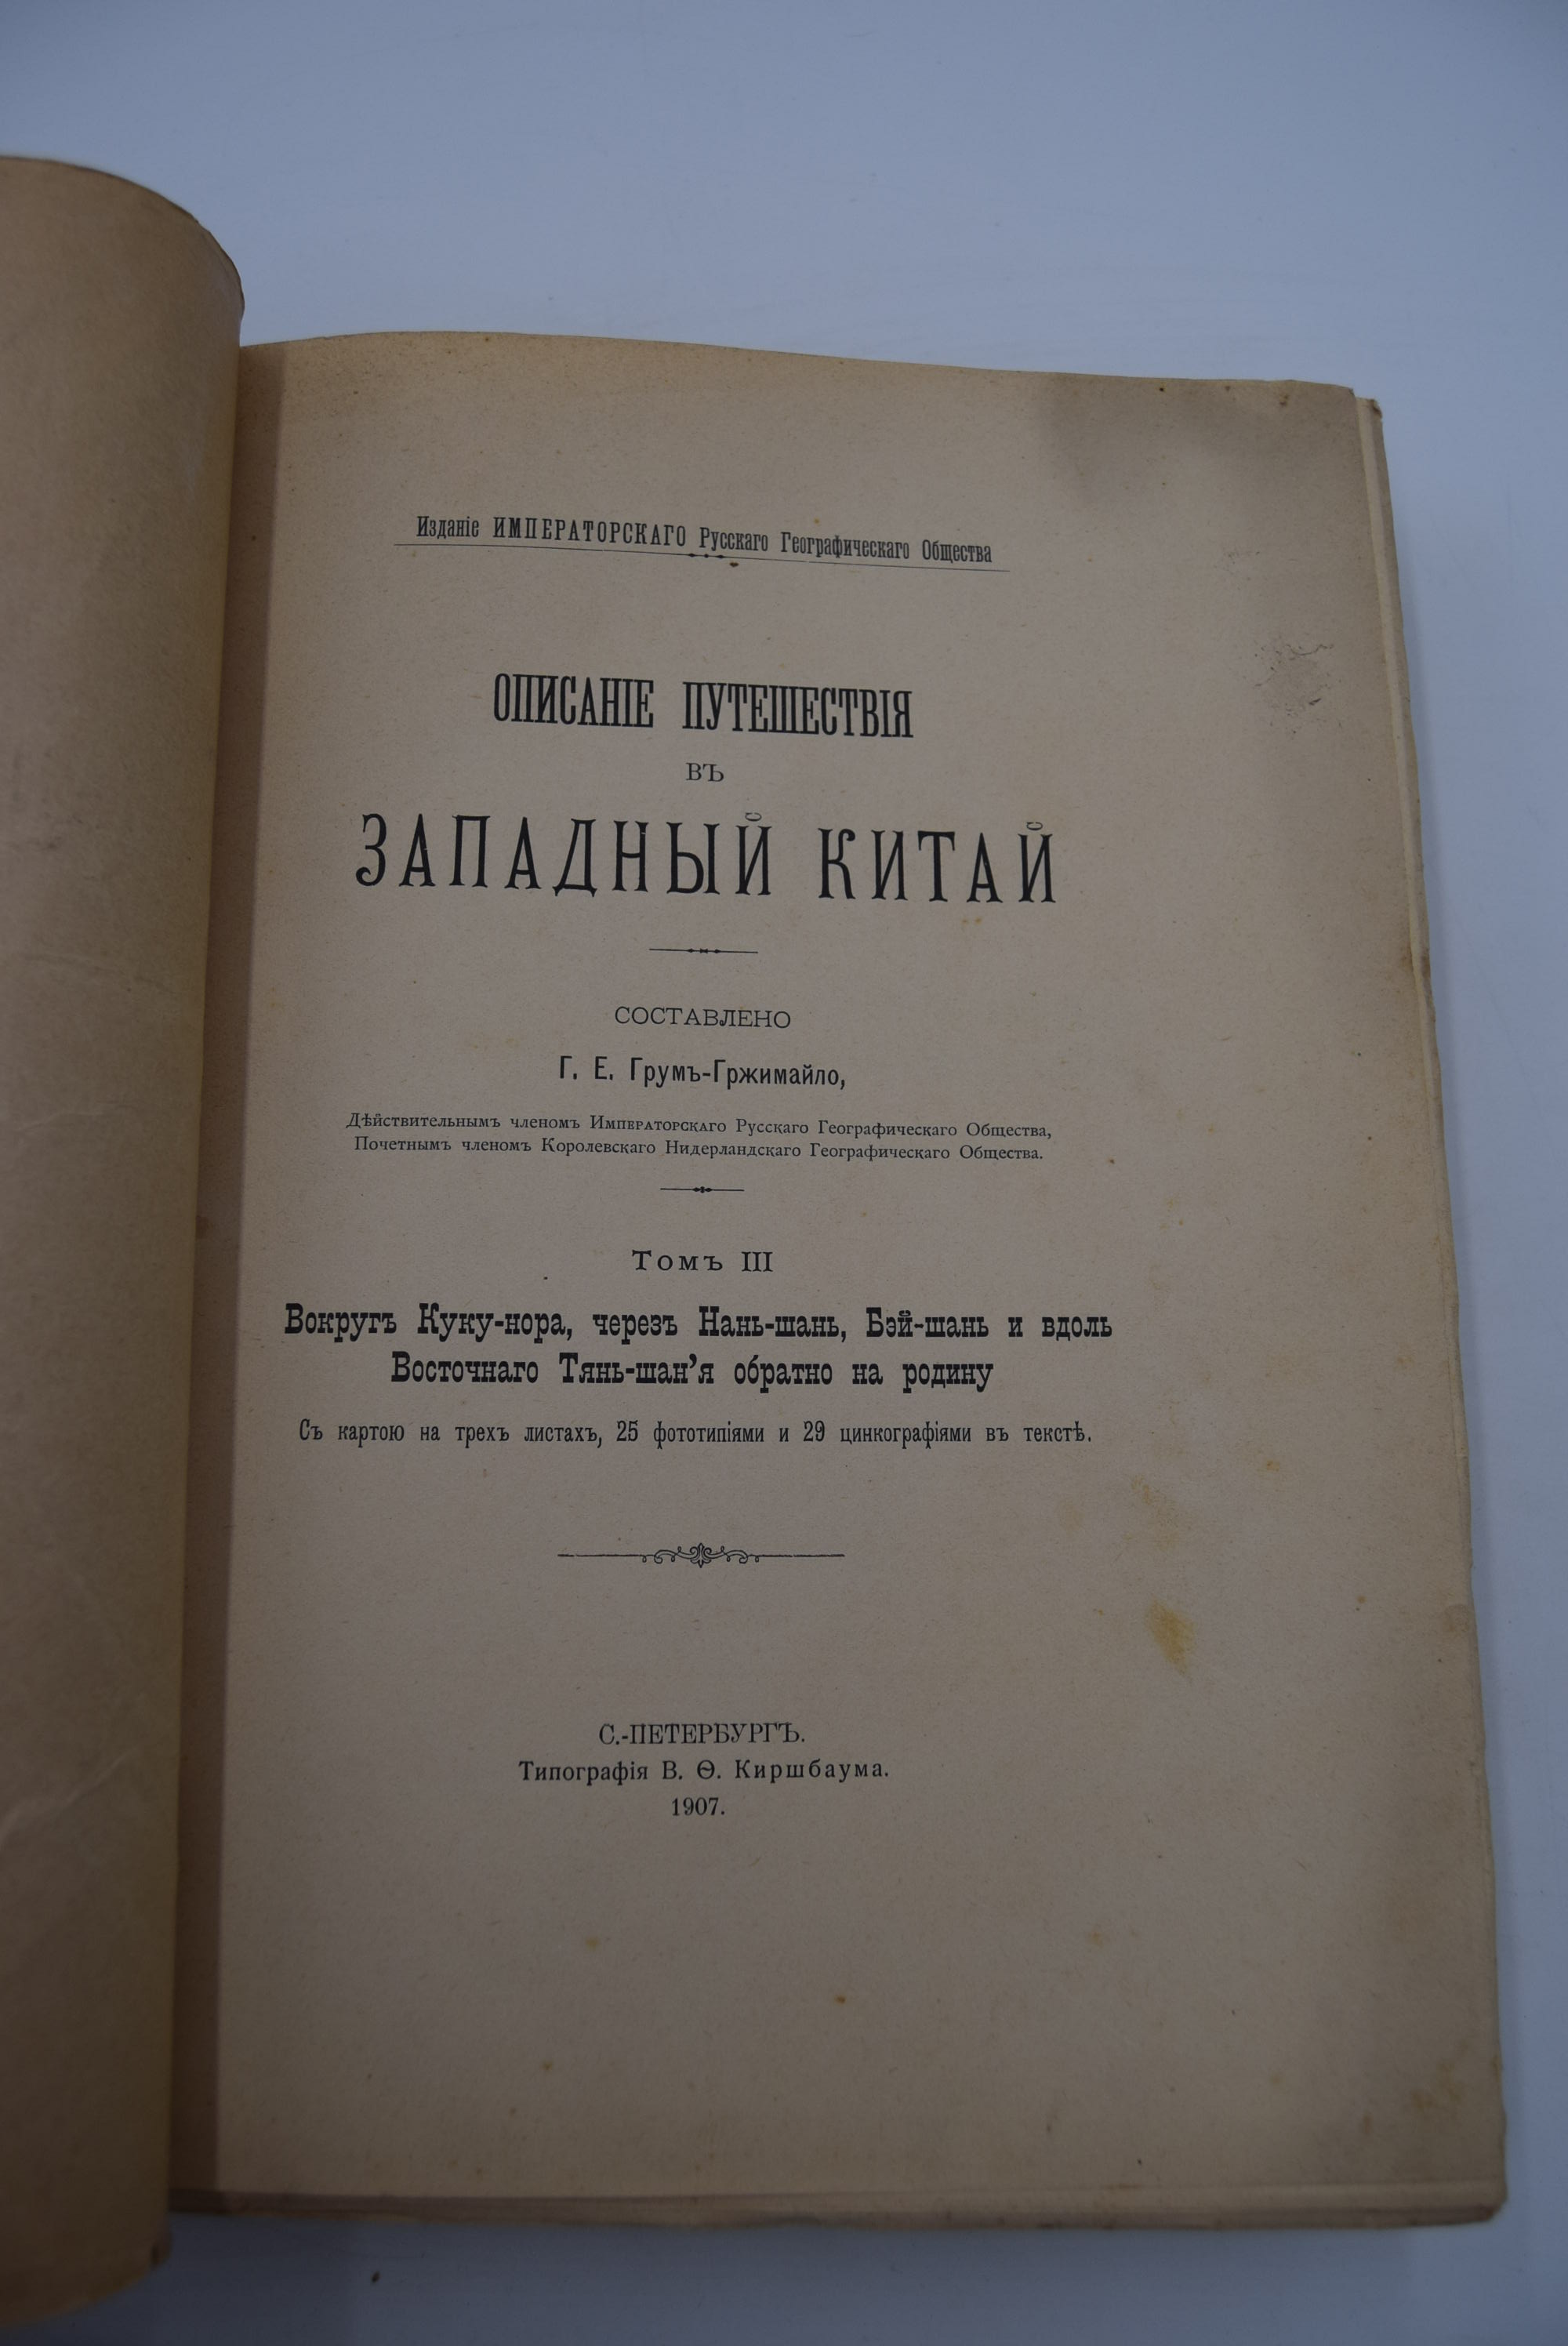 Изданіе ИМПЕРАТОРСКАГО Русскаго Географическаго Общества
ОПИСАНІЕ ПУТЕШЕСТВІЯ
ВЪ
ЗАПАДНЫЙ КИТАЙ
СОСТАВЛЕНО
Г. Е. Грумъ-Гржимайло,
Дѣйствительнымъ членомъ Императорскаго Русскаго Географическаго Общества,
Почетнымъ членомъ Королевскаго Нидерландскаго Географическаго Общества.
Томъ III
Вокругъ Куку-нора, черезъ Нань-шань, Бэй-шань и вдоль
Восточнаго Тянь-шан’я обратно на родину
Съ картою на трехъ листахъ, 25 фототипіями и 29 цинкографіями въ текстѣ.
С.-ПЕТЕРБУРГЪ.
Типографія В. Ѳ. Киршбаума.
1907.